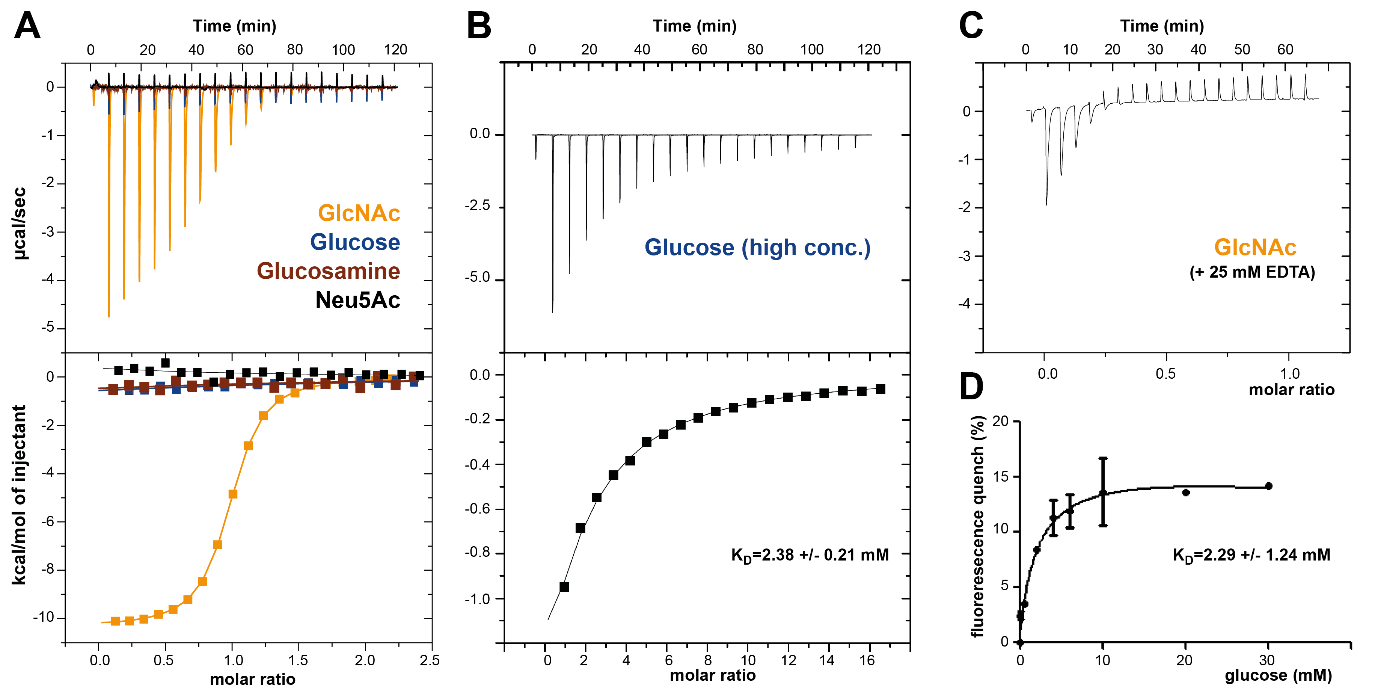 A
Time (min)
0 20 40 60 80 100 120
0
-1
-2
-3
-4
-5
µcal/sec
GlcNAc
Glucose
Glucosamine
Neu5Ac
0
-2
-4
-6
-8
-10
kcal/mol of injectant
0.0 0.5 1.0 1.5 2.0 2.5
molar ratio
B
Time (min)
0 20 40 60 80 100 120
0.0
-2.5
-5.0
Glucose (high conc.)
0.0
-0.2
-0.4
-0.6
-0.8
-1.0
KD=2.38 +/- 0.21 mM
0 2 4 6 8 10 12 14 16
molar ratio
C
Time (min)
0 10 20 30 40 50 60
0
-1
-2
-3
-4
GlcNAc
(+ 25 mM EDTA)
0.0 0.5 1.0
molar ratio
D
20
15
10
5
0
fluoreresecence quench (%)
KD=2.29 +/- 1.24 mM
0 10 20 30
glucose (mM)